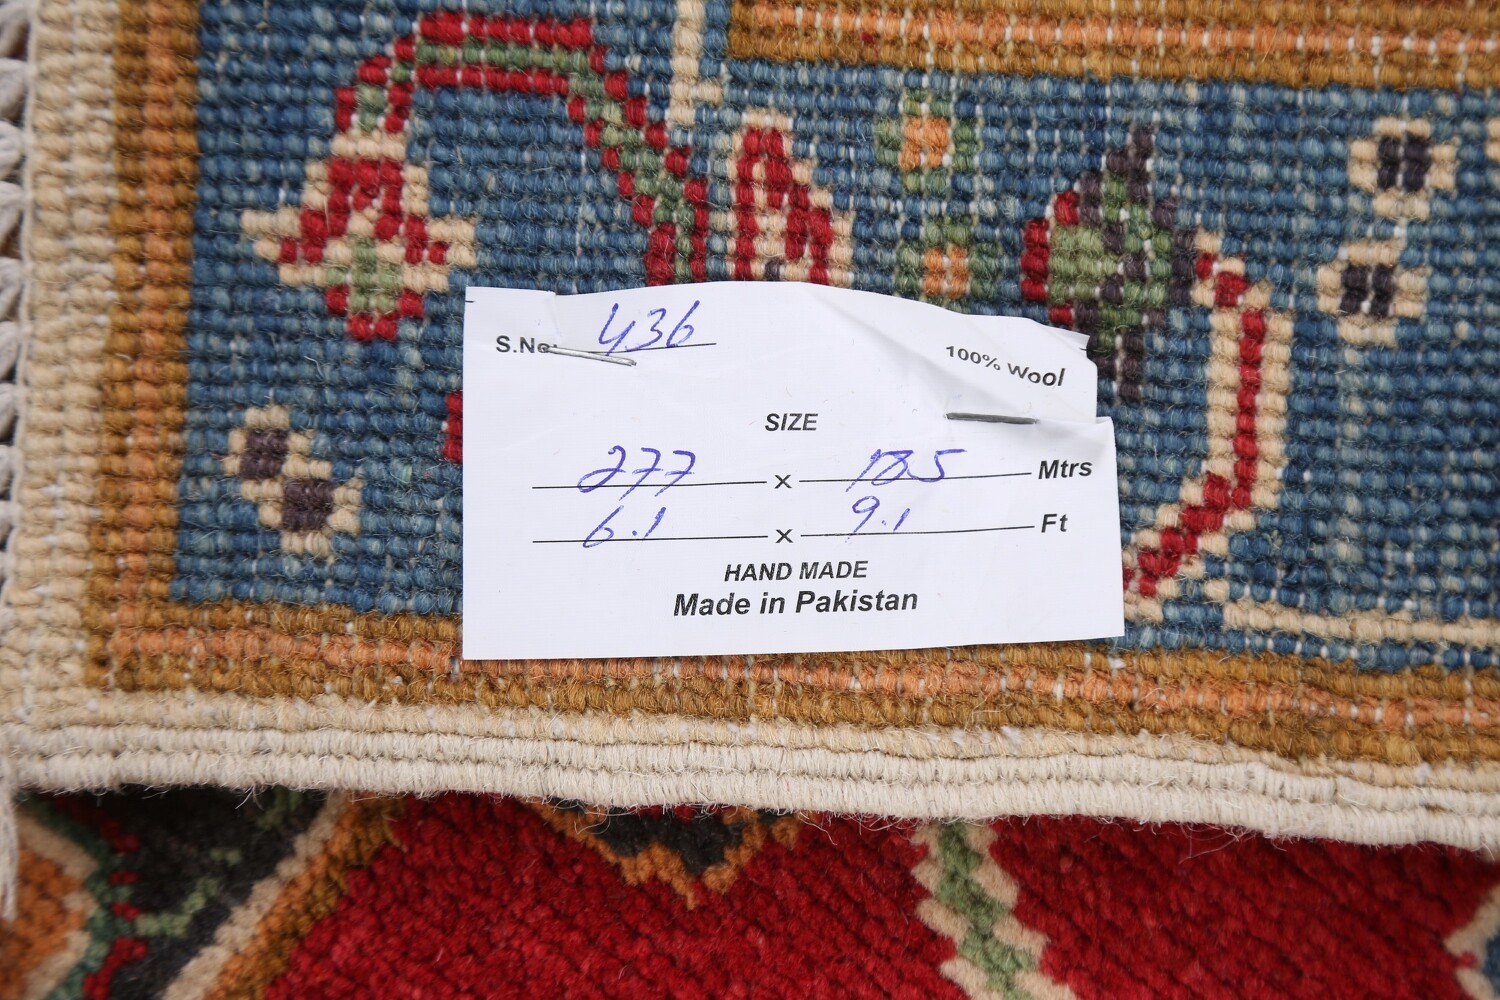 S.No: 436
100% Wool
SIZE
277 x 185 Mtrs
6.1 x 9.1 Ft
HAND MADE
Made in Pakistan